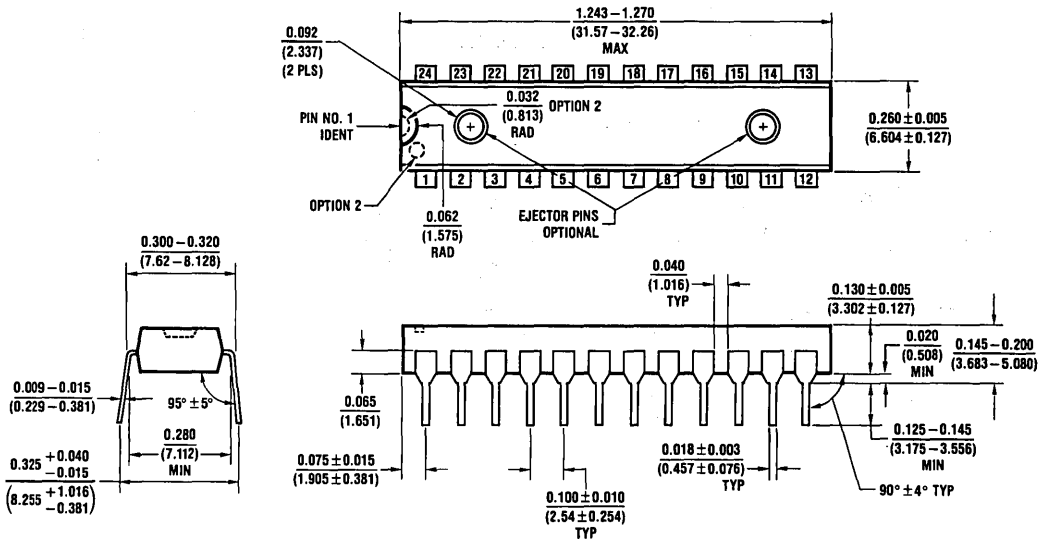 1.243–1.270
(31.57–32.26)
MAX
0.092
(2.337)
(2 PLS)
24 23 22 21 20 19 18 17 16 15 14 13
0.032
(0.813)
RAD
OPTION 2
PIN NO. 1
IDENT
0.260±0.005
(6.604±0.127)
1 2 3 4 5 6 7 8 9 10 11 12
OPTION 2
0.062
(1.575)
RAD
EJECTOR PINS
OPTIONAL
0.300–0.320
(7.62–8.128)
0.009–0.015
(0.229–0.381)
95°±5°
0.280
(7.112)
MIN
0.325 +0.040
−0.015
(8.255 +1.016
−0.381)
0.040
(1.016)
TYP
0.130±0.005
(3.302±0.127)
0.020
(0.508)
MIN
0.145–0.200
(3.683–5.080)
0.065
(1.651)
0.125–0.145
(3.175–3.556)
MIN
0.075±0.015
(1.905±0.381)
0.018±0.003
(0.457±0.076)
TYP
90°±4° TYP
0.100±0.010
(2.54±0.254)
TYP